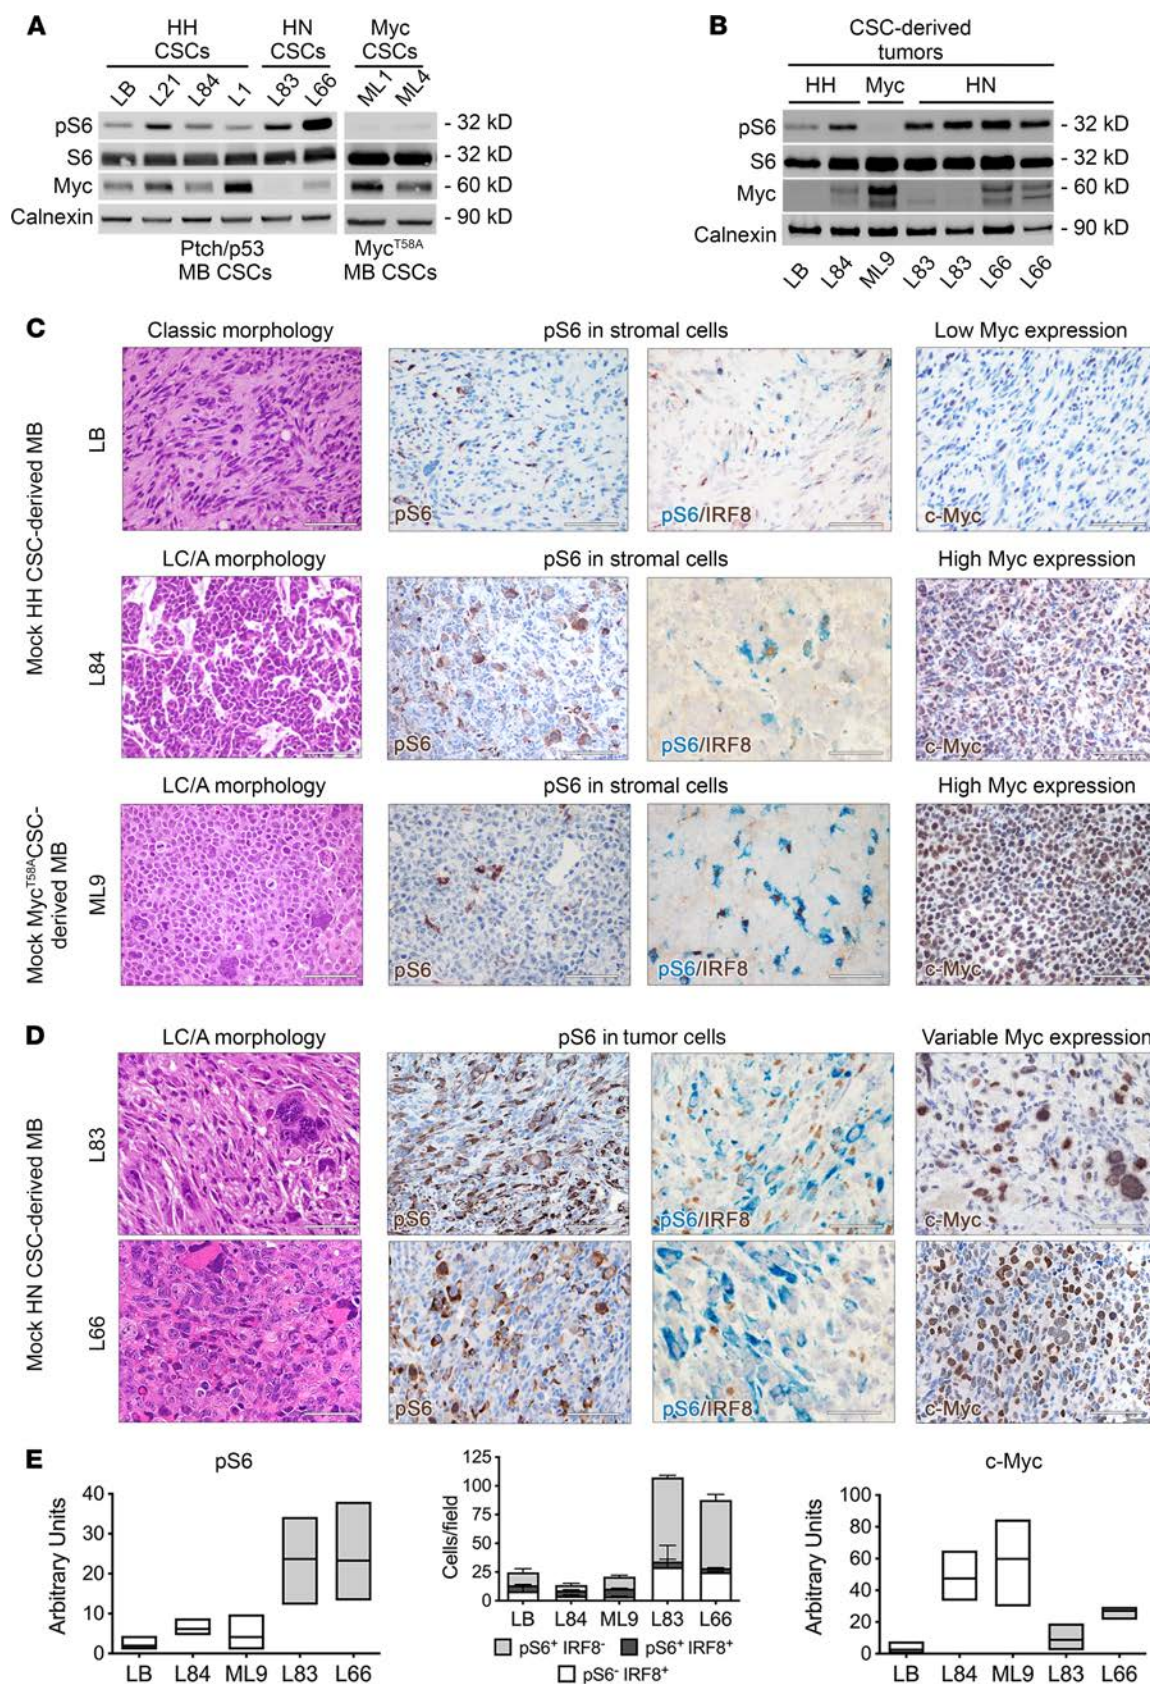 A
HH CSCs
HN CSCs
Myc CSCs
LB L21 L84 L1 L83 L66 ML1 ML4
pS6 - 32 kD
S6 - 32 kD
Myc - 60 kD
Calnexin - 90 kD
Ptch/p53 MB CSCs
Myc^T58A MB CSCs
B
CSC-derived tumors
HH Myc HN
pS6 - 32 kD
S6 - 32 kD
Myc - 60 kD
Calnexin - 90 kD
LB L84 ML9 L83 L83 L66 L66
C
Classic morphology pS6 in stromal cells Low Myc expression
Mock HH CSC-derived MB
LB
pS6 pS6/IRF8 c-Myc
LC/A morphology pS6 in stromal cells High Myc expression
L84
pS6 pS6/IRF8 c-Myc
LC/A morphology pS6 in stromal cells High Myc expression
Mock Myc^T58A CSC-derived MB
ML9
pS6 pS6/IRF8 c-Myc
D
LC/A morphology pS6 in tumor cells Variable Myc expression
Mock HN CSC-derived MB
L83
pS6 pS6/IRF8 c-Myc
L66
pS6 pS6/IRF8 c-Myc
E
pS6
Arbitrary Units
40
30
20
10
0
LB L84 ML9 L83 L66
Cells/field
125
100
75
50
25
0
LB L84 ML9 L83 L66
pS6+ IRF8- pS6+ IRF8+
pS6- IRF8+
c-Myc
Arbitrary Units
100
80
60
40
20
0
LB L84 ML9 L83 L66